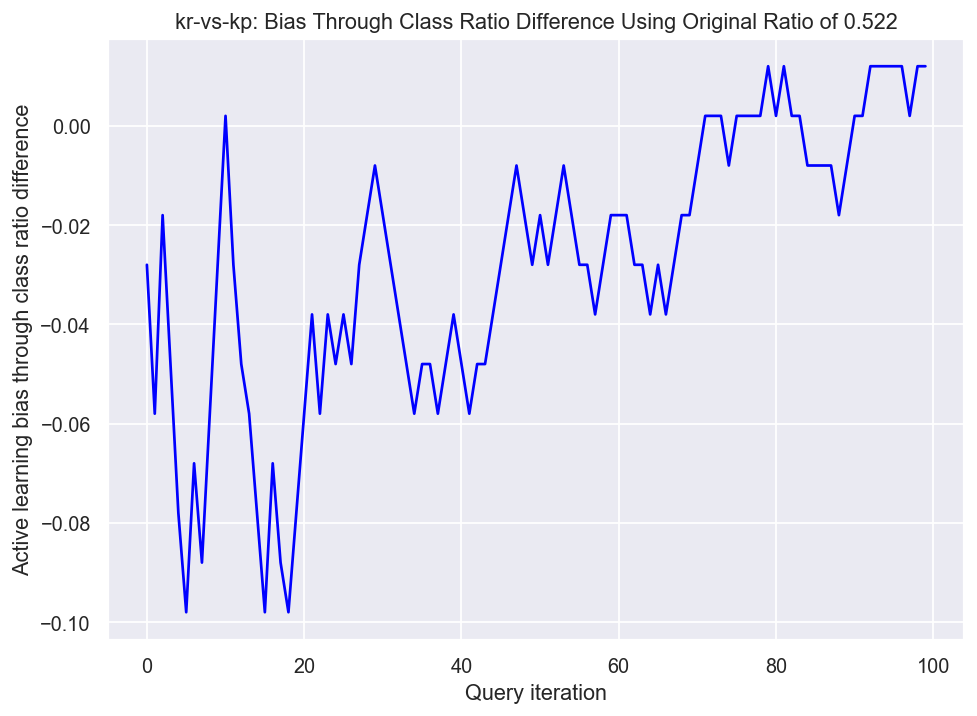 kr-vs-kp: Bias Through Class Ratio Difference Using Original Ratio of 0.522
Active learning bias through class ratio difference
0.00
−0.02
−0.04
−0.06
−0.08
−0.10
0 20 40 60 80 100
Query iteration